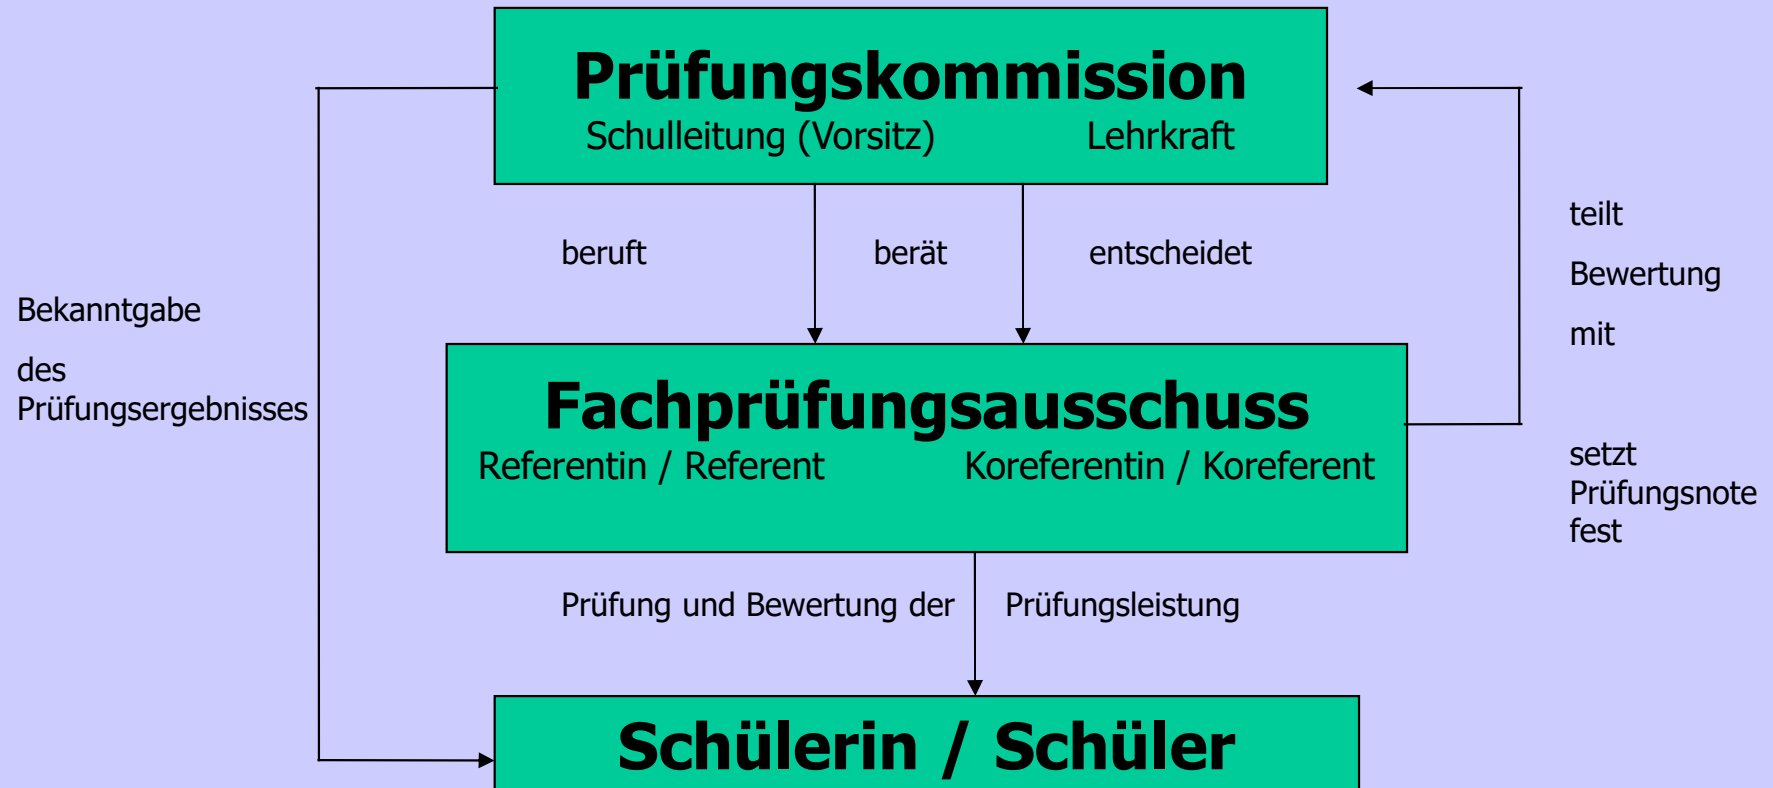 Prüfungskommission
Schulleitung (Vorsitz) Lehrkraft
beruft berät entscheidet
teilt
Bewertung
mit
setzt
Prüfungsnote
fest
Bekanntgabe
des
Prüfungsergebnisses
Fachprüfungsausschuss
Referentin / Referent Koreferentin / Koreferent
Prüfung und Bewertung der Prüfungsleistung
Schülerin / Schüler